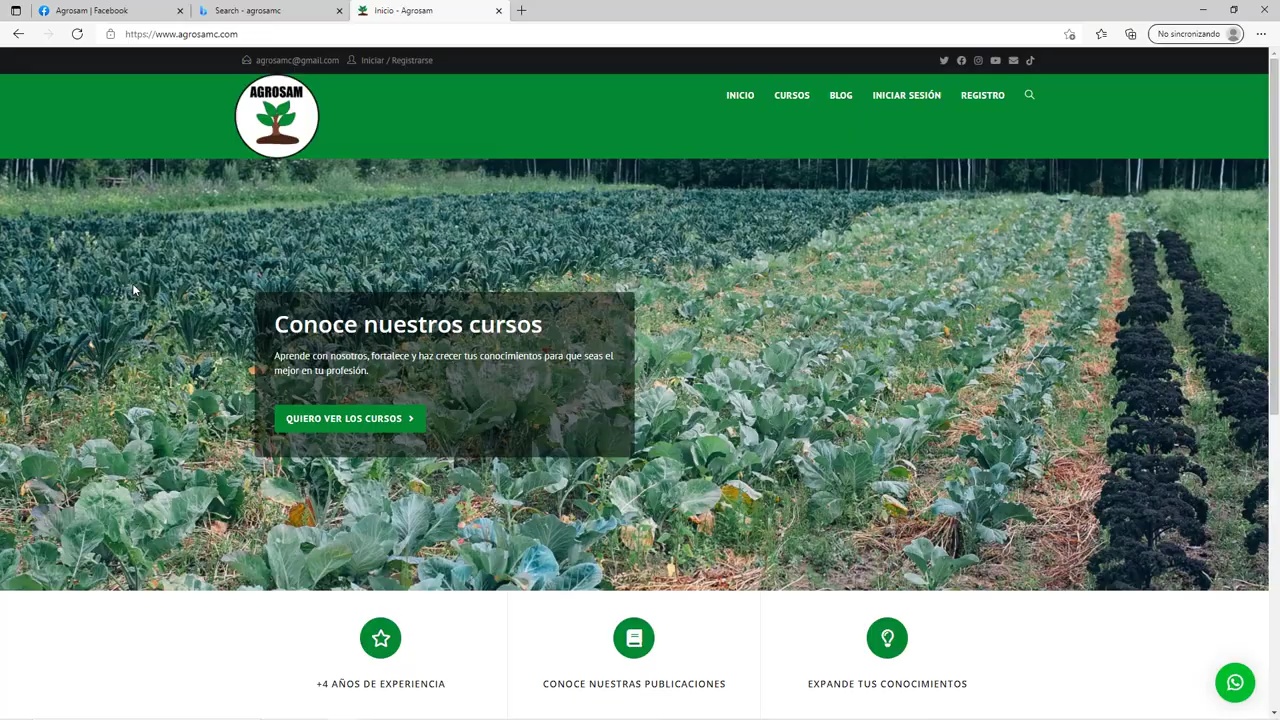 Agrosam | Facebook
Search - agrosamc
Inicio - Agrosam
https://www.agrosamc.com
No sincronizando
agrosamc@gmail.com
Iniciar / Registrarse
AGROSAM
INICIO
CURSOS
BLOG
INICIAR SESIÓN
REGISTRO
Conoce nuestros cursos
Aprende con nosotros, fortalece y haz crecer tus conocimientos para que seas el
mejor en tu profesión.
QUIERO VER LOS CURSOS
+4 AÑOS DE EXPERIENCIA
CONOCE NUESTRAS PUBLICACIONES
EXPANDE TUS CONOCIMIENTOS